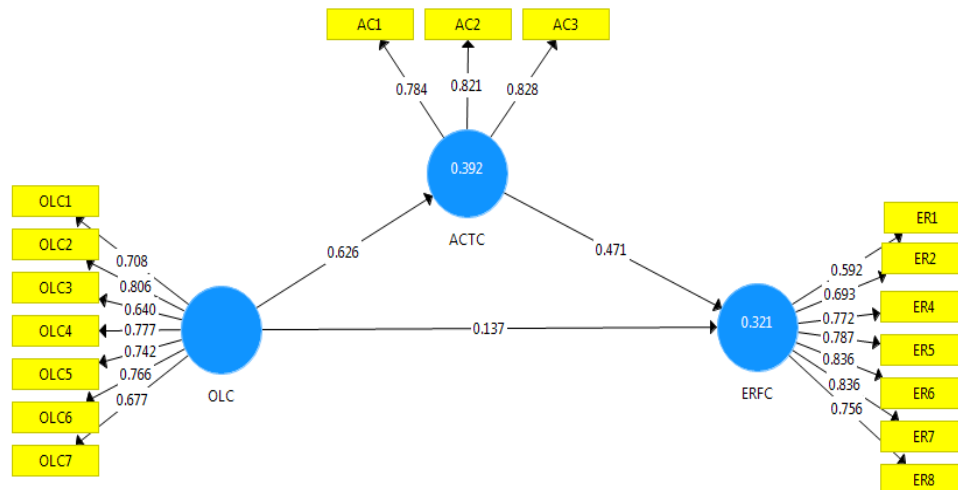 AC1 AC2 AC3
0.784 0.821 0.828
0.392
ACTC
OLC1
OLC2
OLC3
OLC4
OLC5
OLC6
OLC7
0.708
0.806
0.640
0.777
0.742
0.766
0.677
OLC
0.626
0.471
0.137
0.321
ERFC
0.592
0.693
0.772
0.787
0.836
0.836
0.756
ER1
ER2
ER4
ER5
ER6
ER7
ER8